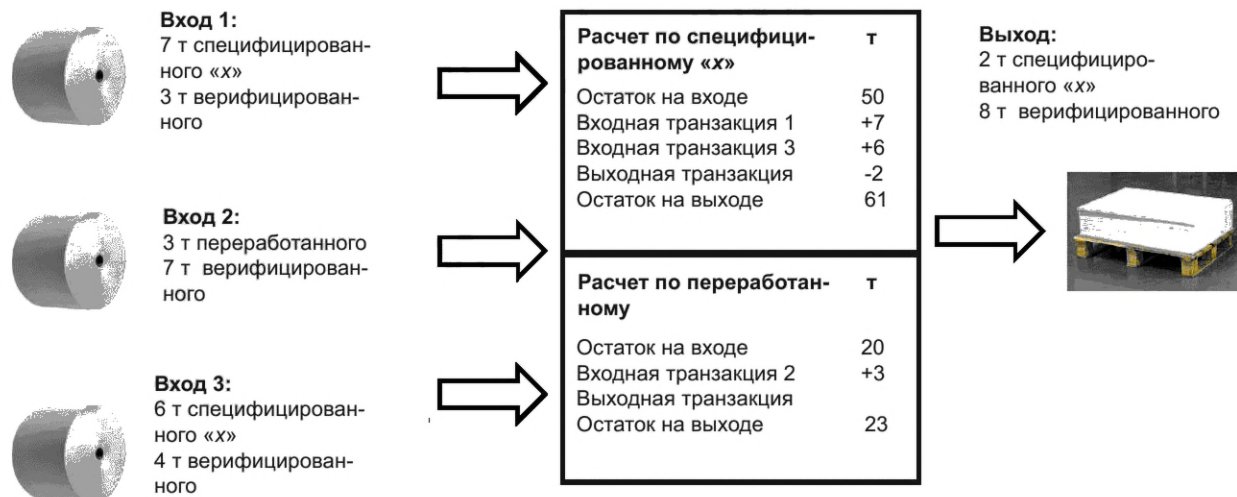 Вход 1:
7 т специфицирован-
ного «x»
3 т верифицирован-
ного
Вход 2:
3 т переработанного
7 т верифицирован-
ного
Вход 3:
6 т специфицирован-
ного «x»
4 т верифицирован-
ного
Расчет по специфици- т
рованному «x»
Остаток на входе 50
Входная транзакция 1 +7
Входная транзакция 3 +6
Выходная транзакция -2
Остаток на выходе 61
Расчет по переработан- т
ному
Остаток на входе 20
Входная транзакция 2 +3
Выходная транзакция
Остаток на выходе 23
Выход:
2 т специфициро-
ванного «x»
8 т верифицированного